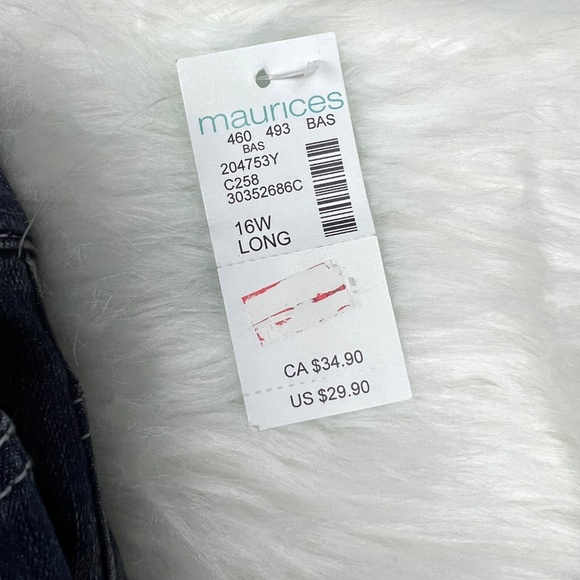 maurices
460 493 BAS
BAS
204753Y
C258
30352686C
16W
LONG
CA $34.90
US $29.90